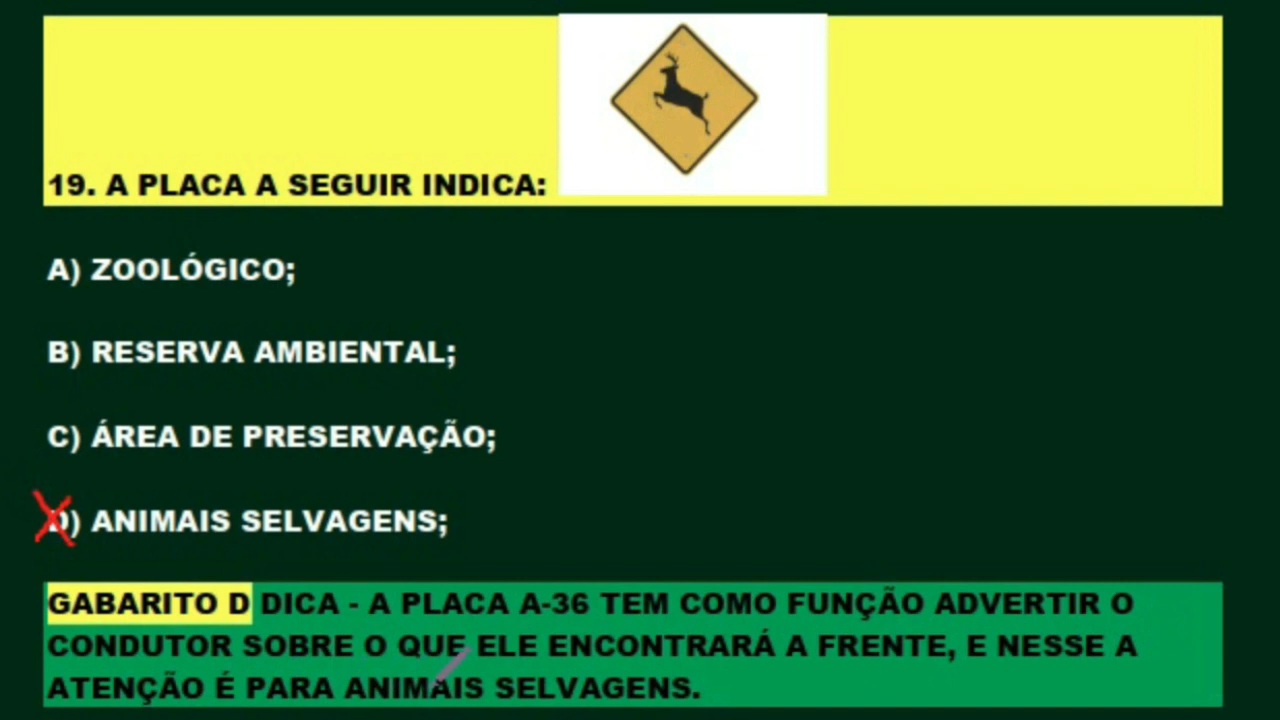 19. A PLACA A SEGUIR INDICA:
A) ZOOLÓGICO;
B) RESERVA AMBIENTAL;
C) ÁREA DE PRESERVAÇÃO;
D) ANIMAIS SELVAGENS;
GABARITO D DICA - A PLACA A-36 TEM COMO FUNÇÃO ADVERTIR O
CONDUTOR SOBRE O QUE ELE ENCONTRARÁ A FRENTE, E NESSE A
ATENÇÃO É PARA ANIMAIS SELVAGENS.